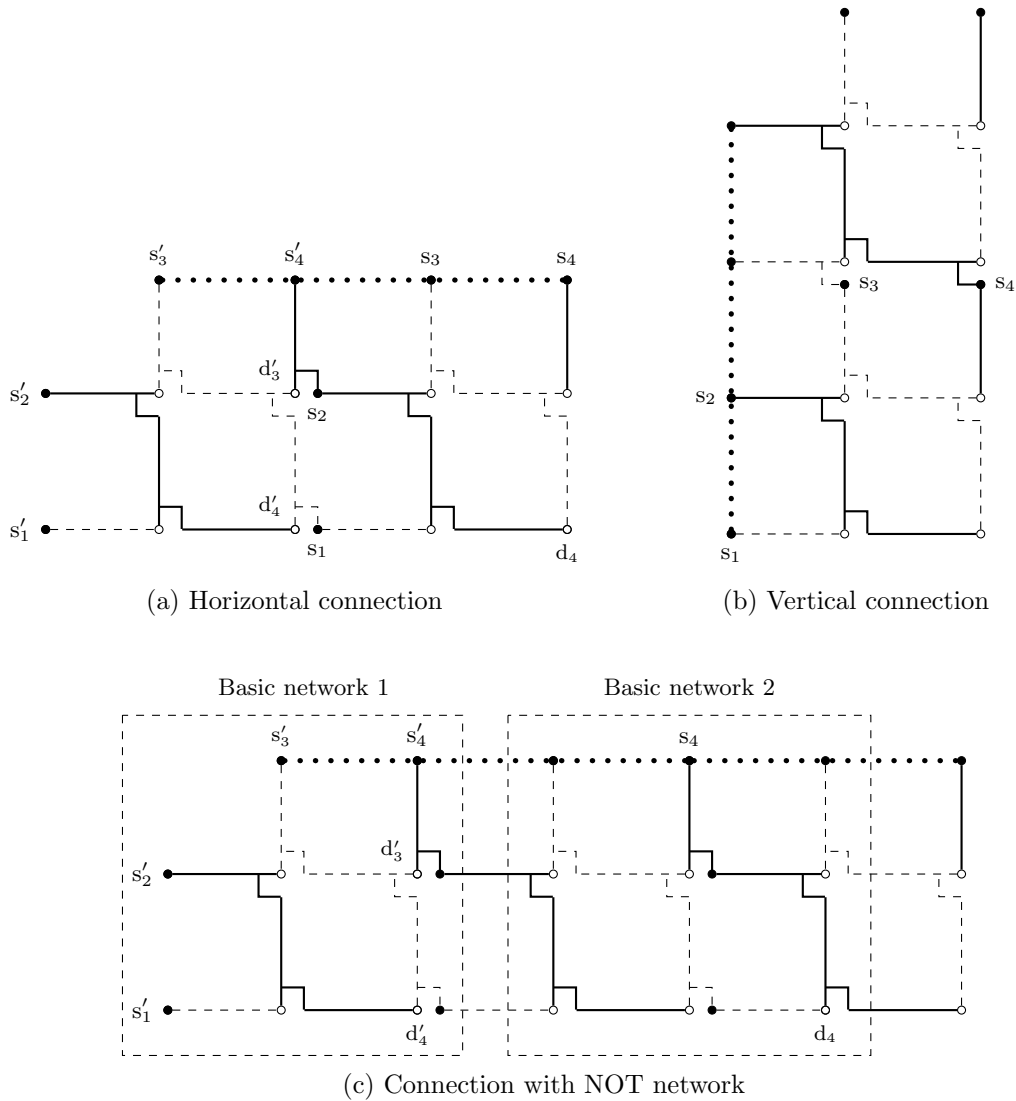 s′3 s′4 s3 s4
s′2 d′3 s2
s′1 d′4 s1 d4
(a) Horizontal connection
s3 s4
s2
s1
(b) Vertical connection
Basic network 1 Basic network 2
s′3 s′4 s4
s′2 d′3
s′1 d′4 d4
(c) Connection with NOT network